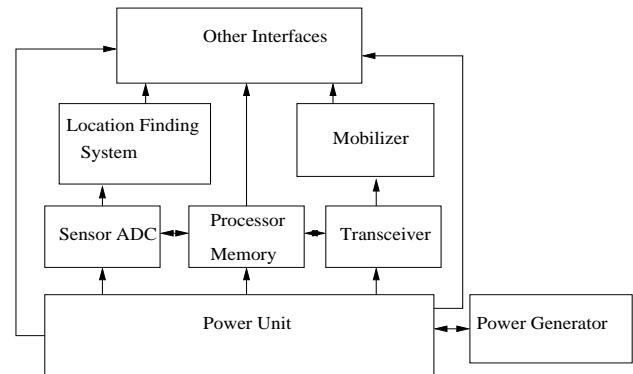 Other Interfaces
Location Finding
System
Mobilizer
Sensor ADC
Processor
Memory
Transceiver
Power Unit
Power Generator